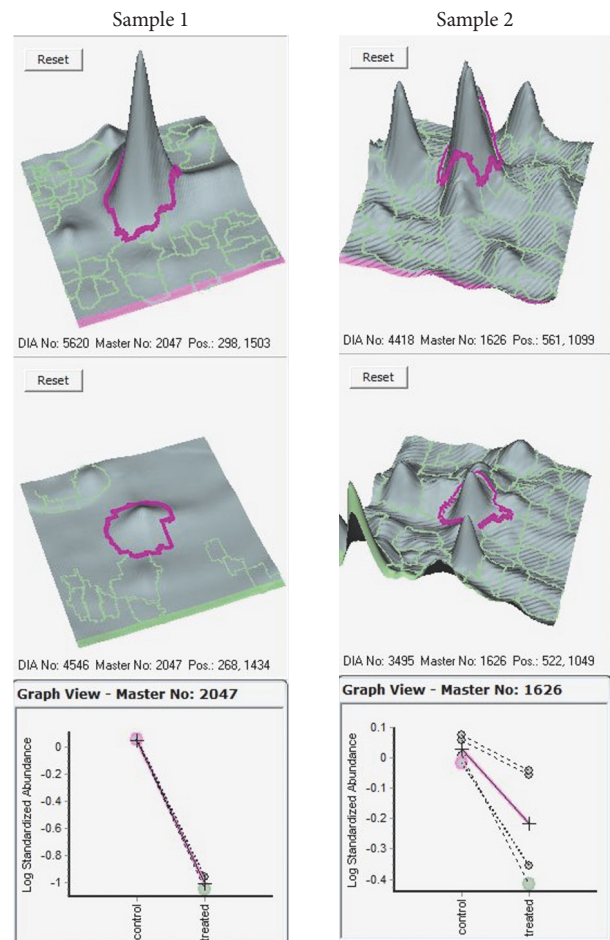 Sample 1
Reset
DIA No: 5620 Master No: 2047 Pos.: 298, 1503
Reset
DIA No: 4546 Master No: 2047 Pos.: 268, 1434
Graph View - Master No: 2047
Log Standardized Abundance
0
-0.2
-0.4
-0.6
-0.8
-1
control
treated
Sample 2
Reset
DIA No: 4418 Master No: 1626 Pos.: 561, 1099
Reset
DIA No: 3495 Master No: 1626 Pos.: 522, 1049
Graph View - Master No: 1626
Log Standardized Abundance
0.1
0
-0.1
-0.2
-0.3
-0.4
control
treated